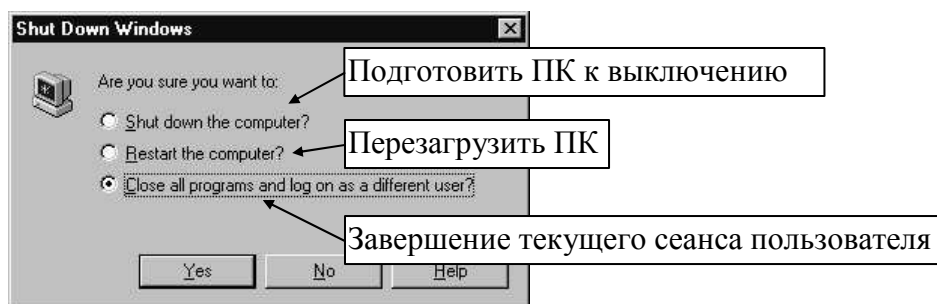 Shut Down Windows
Are you sure you want to:
Подготовить ПК к выключению
Shut down the computer?
Restart the computer?
Перезагрузить ПК
Close all programs and log on as a different user?
Завершение текущего сеанса пользователя
Yes No Help